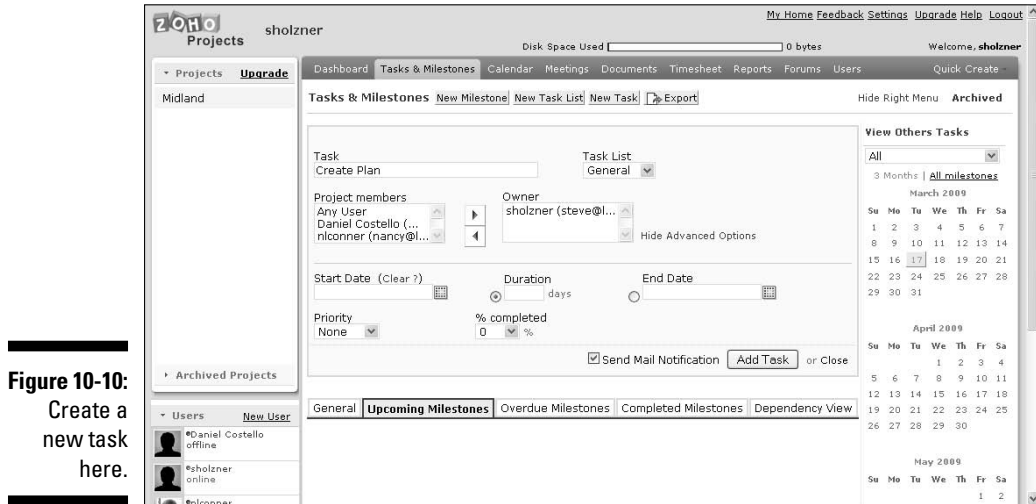 My Home Feedback Settings Upgrade Help Logout
ZOHO
Projects
sholzner
Disk Space Used 0 bytes
Welcome, sholzner
Projects Upgrade
Midland
Archived Projects
Users New User
Daniel Costello
offline
sholzner
online
nlconner
Dashboard Tasks & Milestones Calendar Meetings Documents Timesheet Reports Forums Users Quick Create
Tasks & Milestones New Milestone New Task List New Task Export
Hide Right Menu Archived
Task
Create Plan
Task List
General
Project members
Any User
Daniel Costello (...
nlconner (nancy@l...
Owner
sholzner (steve@l...
Hide Advanced Options
Start Date (Clear ?)
Duration
days
End Date
Priority
None
% completed
0 %
Send Mail Notification Add Task or Close
General Upcoming Milestones Overdue Milestones Completed Milestones Dependency View
View Others Tasks
All
3 Months | All milestones
March 2009
Su Mo Tu We Th Fr Sa
1 2 3 4 5 6 7
8 9 10 11 12 13 14
15 16 17 18 19 20 21
22 23 24 25 26 27 28
29 30 31
April 2009
Su Mo Tu We Th Fr Sa
1 2 3 4
5 6 7 8 9 10 11
12 13 14 15 16 17 18
19 20 21 22 23 24 25
26 27 28 29 30
May 2009
Su Mo Tu We Th Fr Sa
1 2
Figure 10-10:
Create a
new task
here.